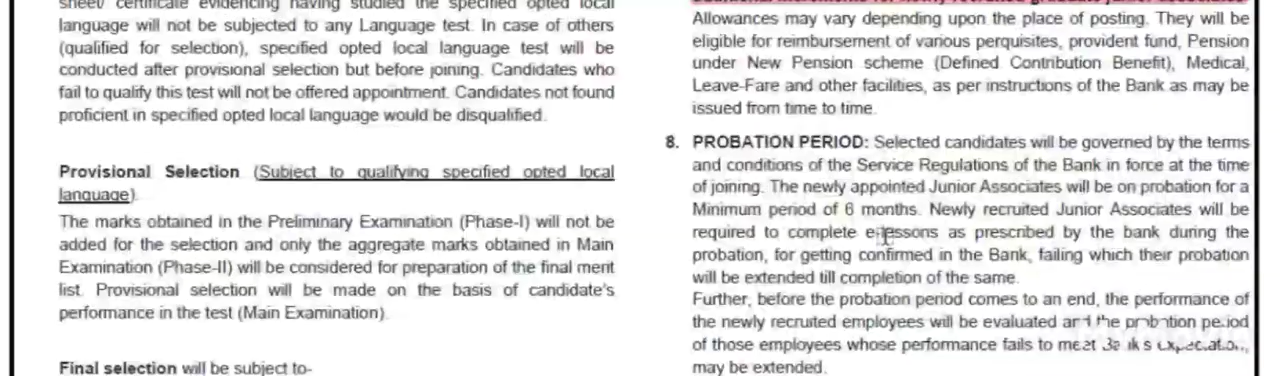 sheet/ certificate evidencing having studied the specified opted local
language will not be subjected to any Language test. In case of others
(qualified for selection), specified opted local language test will be
conducted after provisional selection but before joining. Candidates who
fail to qualify this test will not be offered appointment. Candidates not found
proficient in specified opted local language would be disqualified.
Provisional Selection (Subject to qualifying specified opted local
language)
The marks obtained in the Preliminary Examination (Phase-I) will not be
added for the selection and only the aggregate marks obtained in Main
Examination (Phase-II) will be considered for preparation of the final merit
list. Provisional selection will be made on the basis of candidate's
performance in the test (Main Examination).
Final selection will be subject to-
additional increments for newly recruited graduate junior associates
Allowances may vary depending upon the place of posting. They will be
eligible for reimbursement of various perquisites, provident fund, Pension
under New Pension scheme (Defined Contribution Benefit), Medical,
Leave-Fare and other facilities, as per instructions of the Bank as may be
issued from time to time.
8. PROBATION PERIOD: Selected candidates will be governed by the terms
and conditions of the Service Regulations of the Bank in force at the time
of joining. The newly appointed Junior Associates will be on probation for a
Minimum period of 6 months. Newly recruited Junior Associates will be
required to complete e-lessons as prescribed by the bank during the
probation, for getting confirmed in the Bank, failing which their probation
will be extended till completion of the same.
Further, before the probation period comes to an end, the performance of
the newly recruited employees will be evaluated and the probation period
of those employees whose performance fails to meet Bank's expectation,
may be extended.